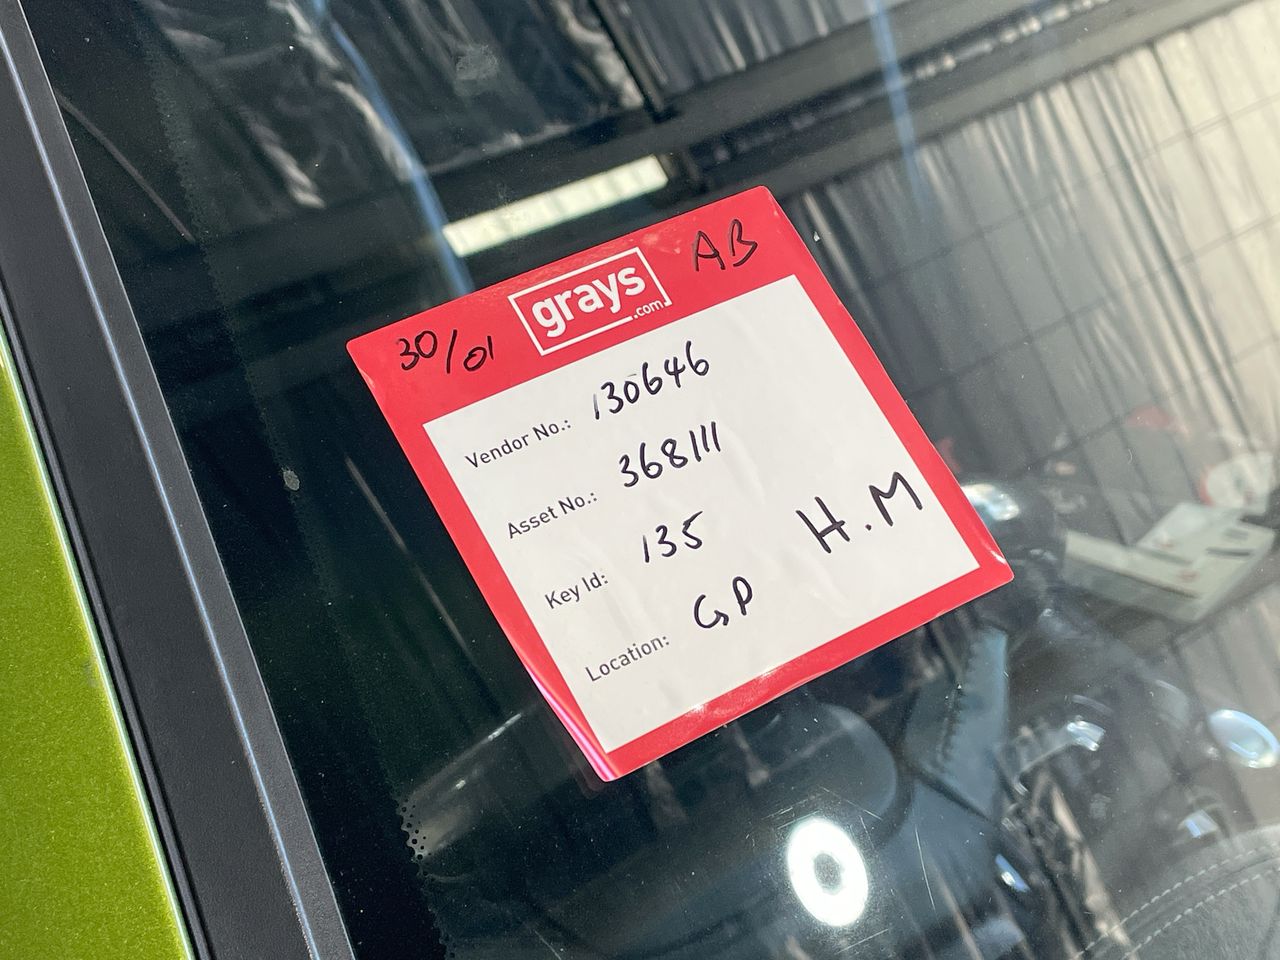 30/01
grays
.com
AB
Vendor No.: 130646
Asset No.: 368111
Key Id: 135
Location: GP
H.M